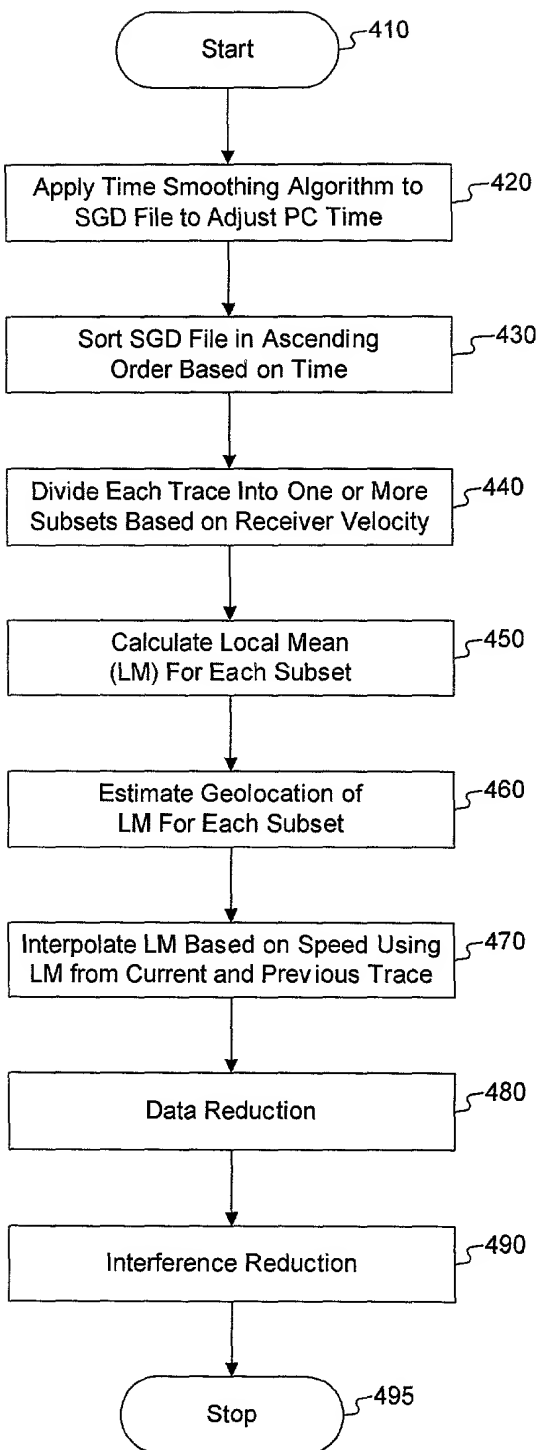 Start
410
Apply Time Smoothing Algorithm to
SGD File to Adjust PC Time
420
Sort SGD File in Ascending
Order Based on Time
430
Divide Each Trace Into One or More
Subsets Based on Receiver Velocity
440
Calculate Local Mean
(LM) For Each Subset
450
Estimate Geolocation of
LM For Each Subset
460
Interpolate LM Based on Speed Using
LM from Current and Previous Trace
470
Data Reduction
480
Interference Reduction
490
Stop
495